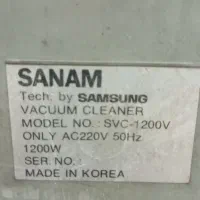 SANAM
Tech. by SAMSUNG
VACUUM CLEANER
MODEL NO. : SVC-1200V
ONLY AC220V 50Hz
1200W
SER NO. :
MADE IN KOREA